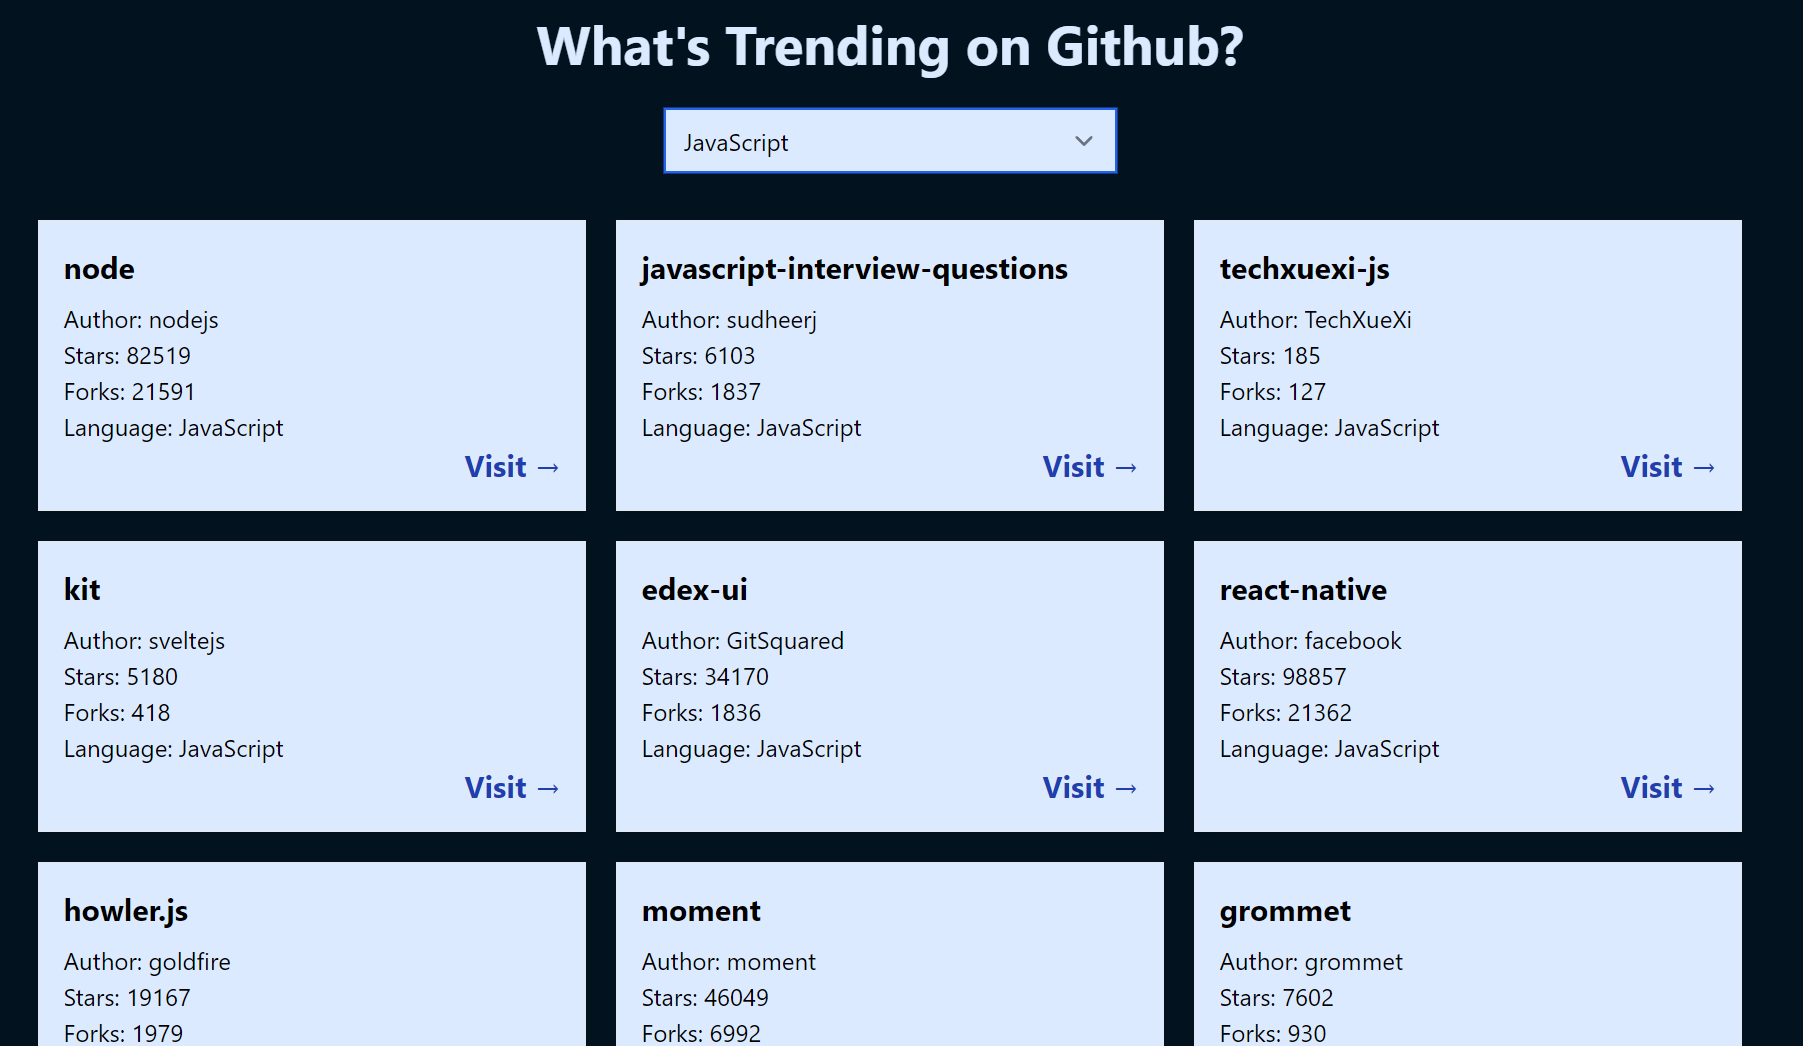 What's Trending on Github?
JavaScript
node
Author: nodejs
Stars: 82519
Forks: 21591
Language: JavaScript
Visit →
javascript-interview-questions
Author: sudheerj
Stars: 6103
Forks: 1837
Language: JavaScript
Visit →
techxuexi-js
Author: TechXueXi
Stars: 185
Forks: 127
Language: JavaScript
Visit →
kit
Author: sveltejs
Stars: 5180
Forks: 418
Language: JavaScript
Visit →
edex-ui
Author: GitSquared
Stars: 34170
Forks: 1836
Language: JavaScript
Visit →
react-native
Author: facebook
Stars: 98857
Forks: 21362
Language: JavaScript
Visit →
howler.js
Author: goldfire
Stars: 19167
Forks: 1979
moment
Author: moment
Stars: 46049
Forks: 6992
grommet
Author: grommet
Stars: 7602
Forks: 930